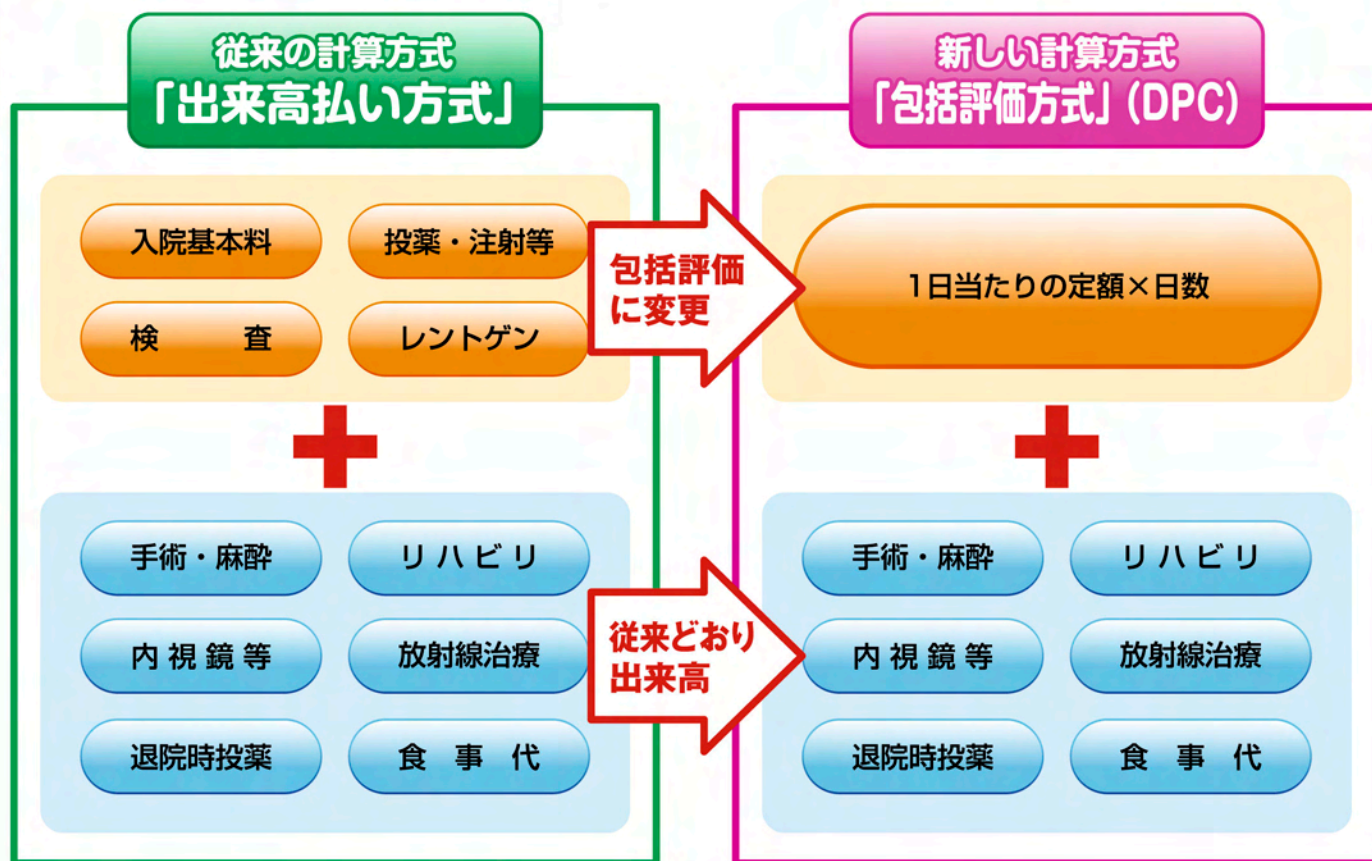 従来の計算方式
「出来高払い方式」
入院基本料
投薬・注射等
検　　査
レントゲン
手術・麻酔
リハビリ
内視鏡等
放射線治療
退院時投薬
食事代
包括評価
に変更
従来どおり
出来高
新しい計算方式
「包括評価方式」(DPC)
1日当たりの定額×日数
手術・麻酔
リハビリ
内視鏡等
放射線治療
退院時投薬
食事代